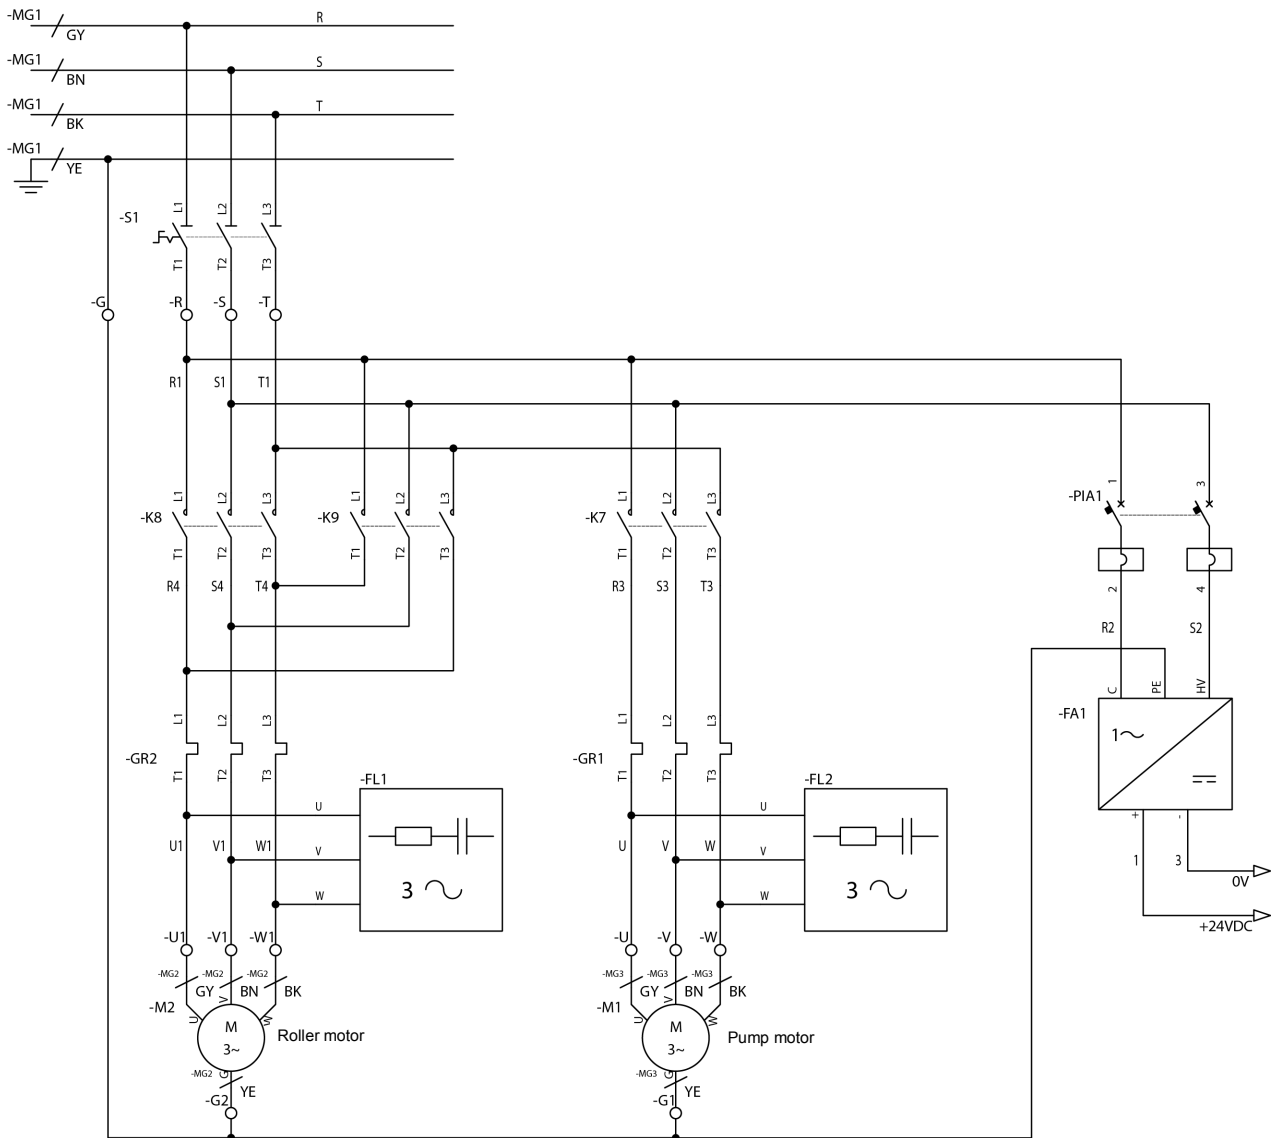 -MG1
GY
R
-MG1
BN
S
-MG1
BK
T
-MG1
YE
-S1
L1
L2
L3
T1
T2
T3
-G
-R
-S
-T
R1
S1
T1
-K8
L1
L2
L3
T1
T2
T3
-K9
L1
L2
L3
T1
T2
T3
-K7
L1
L2
L3
T1
T2
T3
-PIA1
1
3
2
4
R4
S4
T4
R3
S3
T3
R2
S2
C
PE
HV
-FA1
1
-GR2
L1
L2
L3
T1
T2
T3
-GR1
L1
L2
L3
T1
T2
T3
-FL1
U
V
W
3
-FL2
U
V
W
3
U1
V1
W1
U
V
W
+
-
1
3
0V
+24VDC
-U1
-V1
-W1
-U
-V
-W
-MG2
GY
-MG2
BN
-MG2
BK
-MG3
GY
-MG3
BN
-MG3
BK
-M2
U
V
W
M
3~
Roller motor
-M1
U
V
W
M
3~
Pump motor
-MG2
G
YE
-G2
-MG3
G
YE
-G1